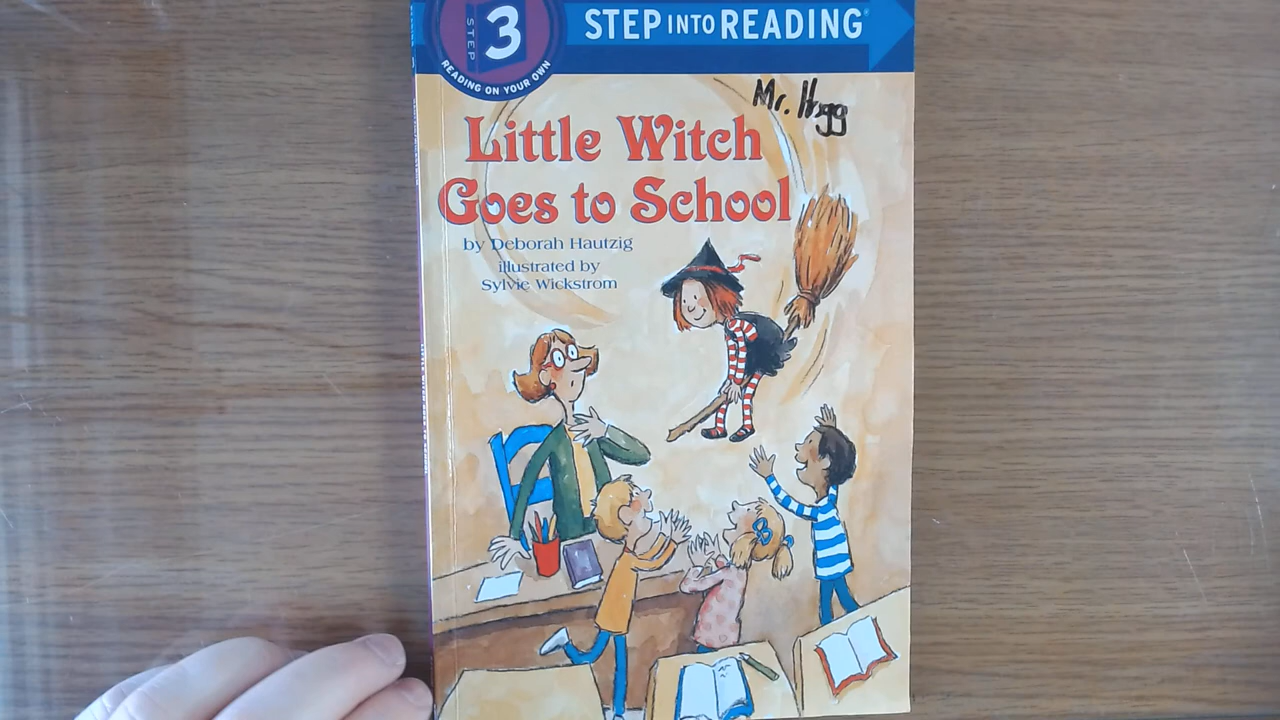 STEP 3
READING ON YOUR OWN
STEP INTO READING®
Mr. Hogg
Little Witch
Goes to School
by Deborah Hautzig
illustrated by
Sylvie Wickstrom